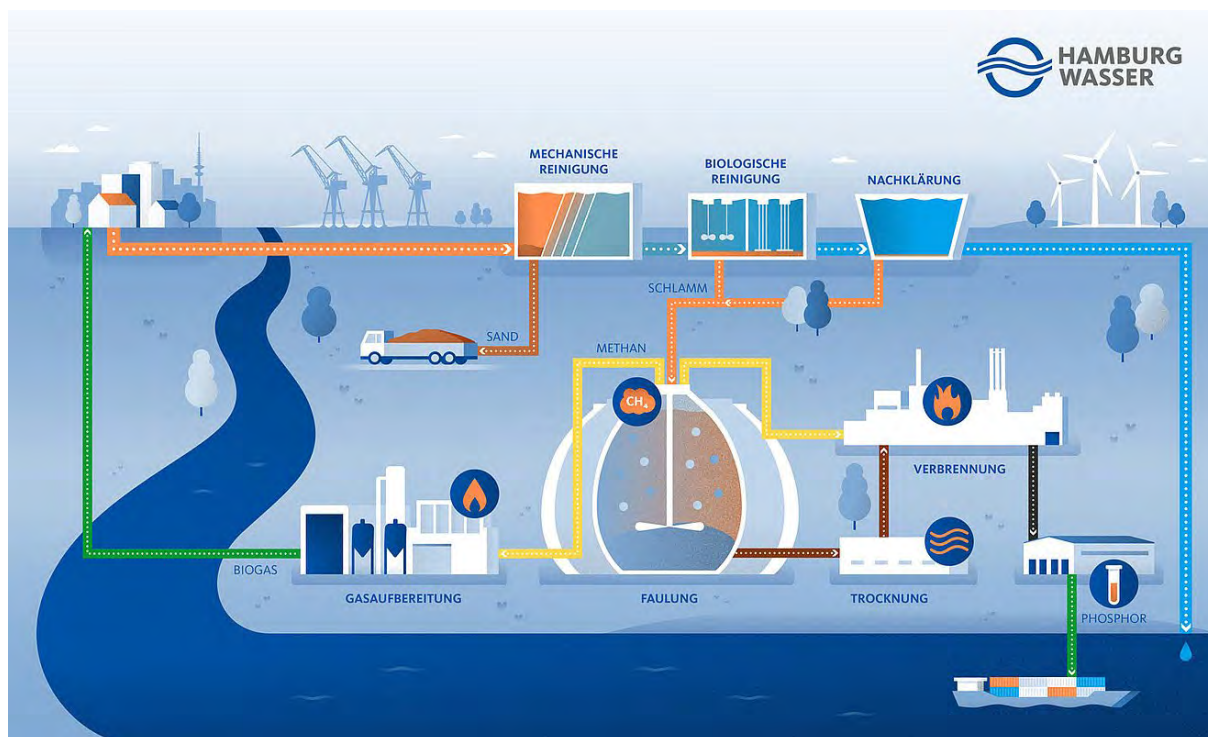 HAMBURG
WASSER
MECHANISCHE
REINIGUNG
BIOLOGISCHE
REINIGUNG
NACHKLÄRUNG
SCHLAMM
SAND
METHAN
CH₄
VERBRENNUNG
BIOGAS
GASAUFBEREITUNG
FAULUNG
TROCKNUNG
PHOSPHOR